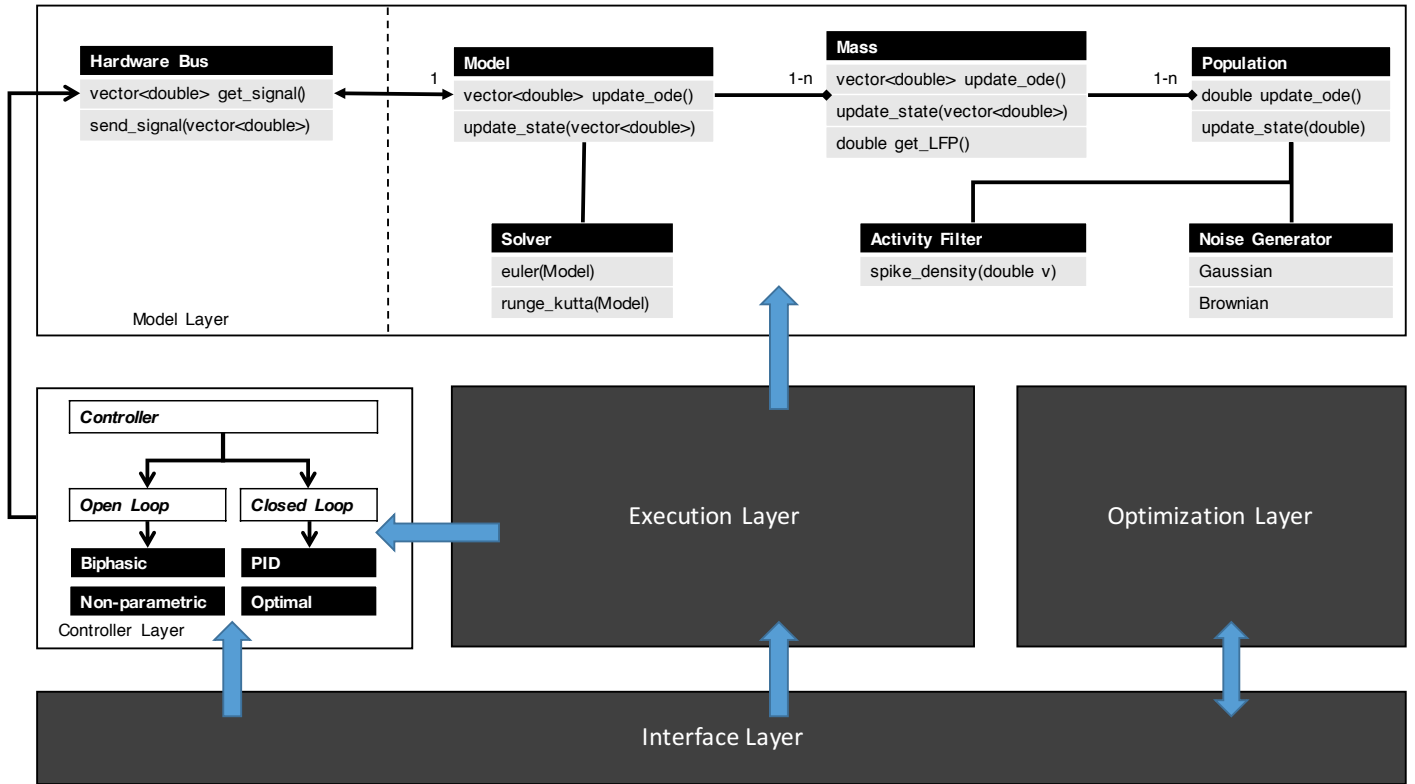 Hardware Bus
vector<double> get_signal()
send_signal(vector<double>)
1
Model
vector<double> update_ode()
update_state(vector<double>)
1-n
Mass
vector<double> update_ode()
update_state(vector<double>)
double get_LFP()
1-n
Population
double update_ode()
update_state(double)
Solver
euler(Model)
runge_kutta(Model)
Activity Filter
spike_density(double v)
Noise Generator
Gaussian
Brownian
Model Layer
Controller
Open Loop
Closed Loop
Biphasic
PID
Non-parametric
Optimal
Controller Layer
Execution Layer
Optimization Layer
Interface Layer